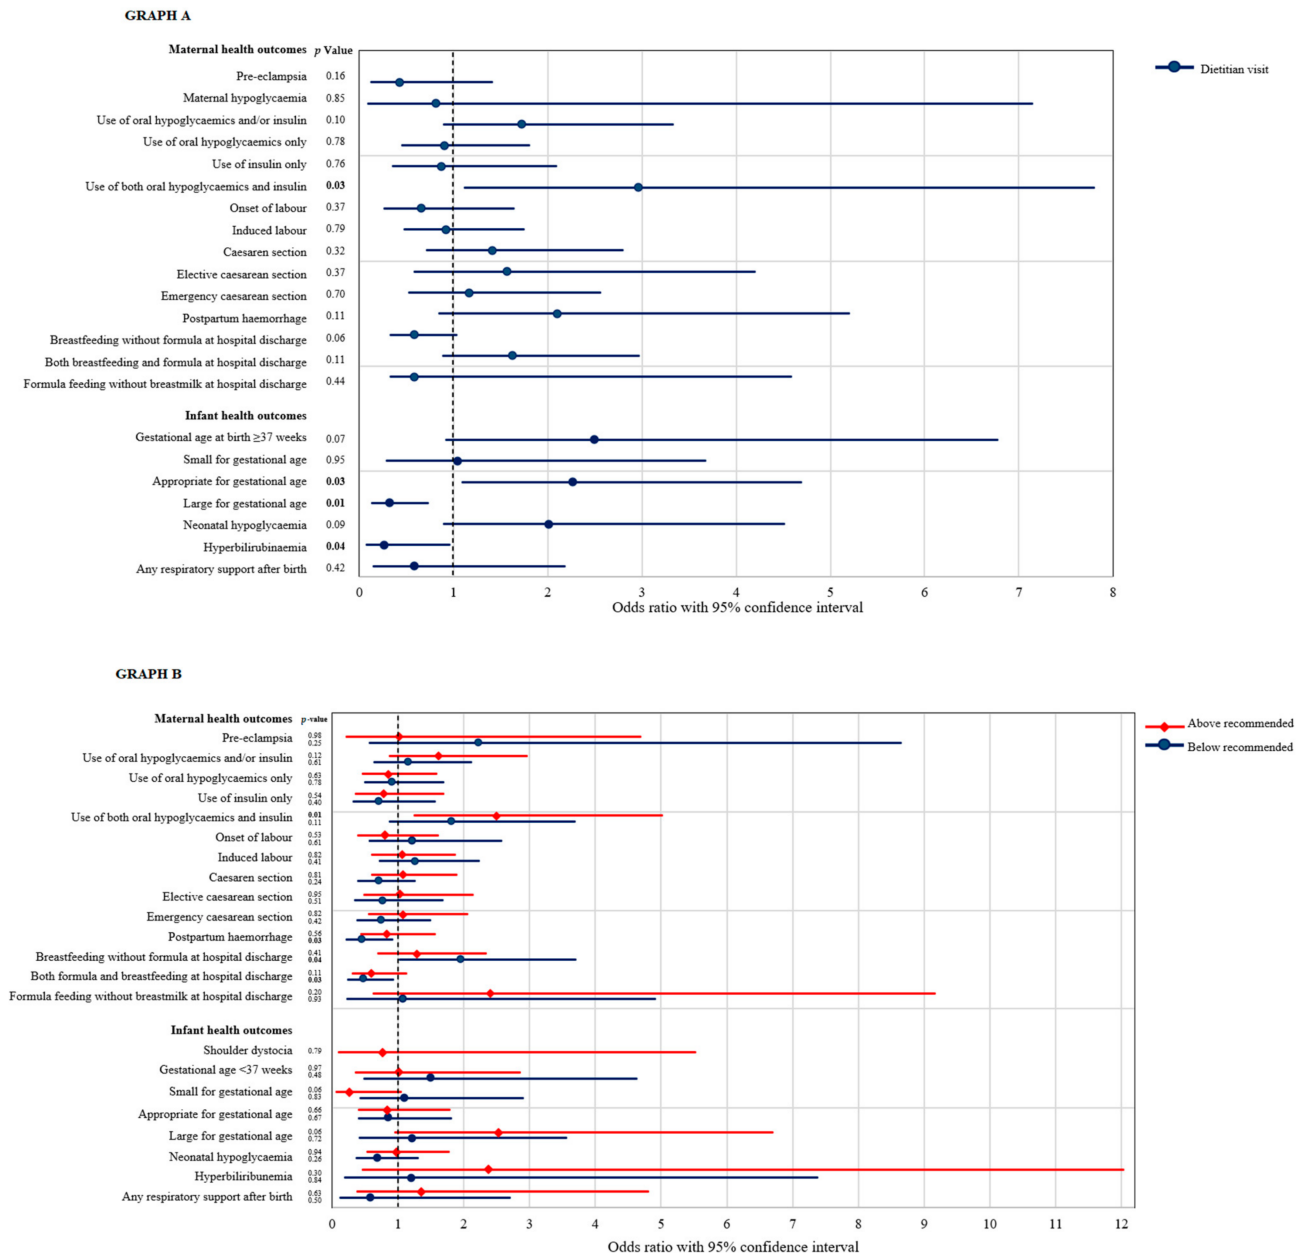 GRAPH A
Maternal health outcomes p Value
Pre-eclampsia 0.16
Maternal hypoglycaemia 0.85
Use of oral hypoglycaemics and/or insulin 0.10
Use of oral hypoglycaemics only 0.78
Use of insulin only 0.76
Use of both oral hypoglycaemics and insulin 0.03
Onset of labour 0.37
Induced labour 0.79
Caesaren section 0.32
Elective caesarean section 0.37
Emergency caesarean section 0.70
Postpartum haemorrhage 0.11
Breastfeeding without formula at hospital discharge 0.06
Both breastfeeding and formula at hospital discharge 0.11
Formula feeding without breastmilk at hospital discharge 0.44
Infant health outcomes
Gestational age at birth ≥37 weeks 0.07
Small for gestational age 0.95
Appropriate for gestational age 0.03
Large for gestational age 0.01
Neonatal hypoglycaemia 0.09
Hyperbilirubinaemia 0.04
Any respiratory support after birth 0.42
0 1 2 3 4 5 6 7 8
Odds ratio with 95% confidence interval
Dietitian visit
GRAPH B
Maternal health outcomes p-value
Pre-eclampsia 0.98
0.25
Use of oral hypoglycaemics and/or insulin 0.12
0.61
Use of oral hypoglycaemics only 0.63
0.78
Use of insulin only 0.54
0.40
Use of both oral hypoglycaemics and insulin 0.01
0.11
Onset of labour 0.53
0.61
Induced labour 0.82
0.41
Caesaren section 0.81
0.24
Elective caesarean section 0.95
0.51
Emergency caesarean section 0.82
0.42
Postpartum haemorrhage 0.56
0.03
Breastfeeding without formula at hospital discharge 0.41
0.04
Both formula and breastfeeding at hospital discharge 0.11
0.03
Formula feeding without breastmilk at hospital discharge 0.20
0.93
Infant health outcomes
Shoulder dystocia 0.79
Gestational age <37 weeks 0.97
0.48
Small for gestational age 0.06
0.83
Appropriate for gestational age 0.66
0.67
Large for gestational age 0.06
0.72
Neonatal hypoglycaemia 0.94
0.26
Hyperbiliribunemia 0.30
0.84
Any respiratory support after birth 0.63
0.50
0 1 2 3 4 5 6 7 8 9 10 11 12
Odds ratio with 95% confidence interval
Above recommended
Below recommended